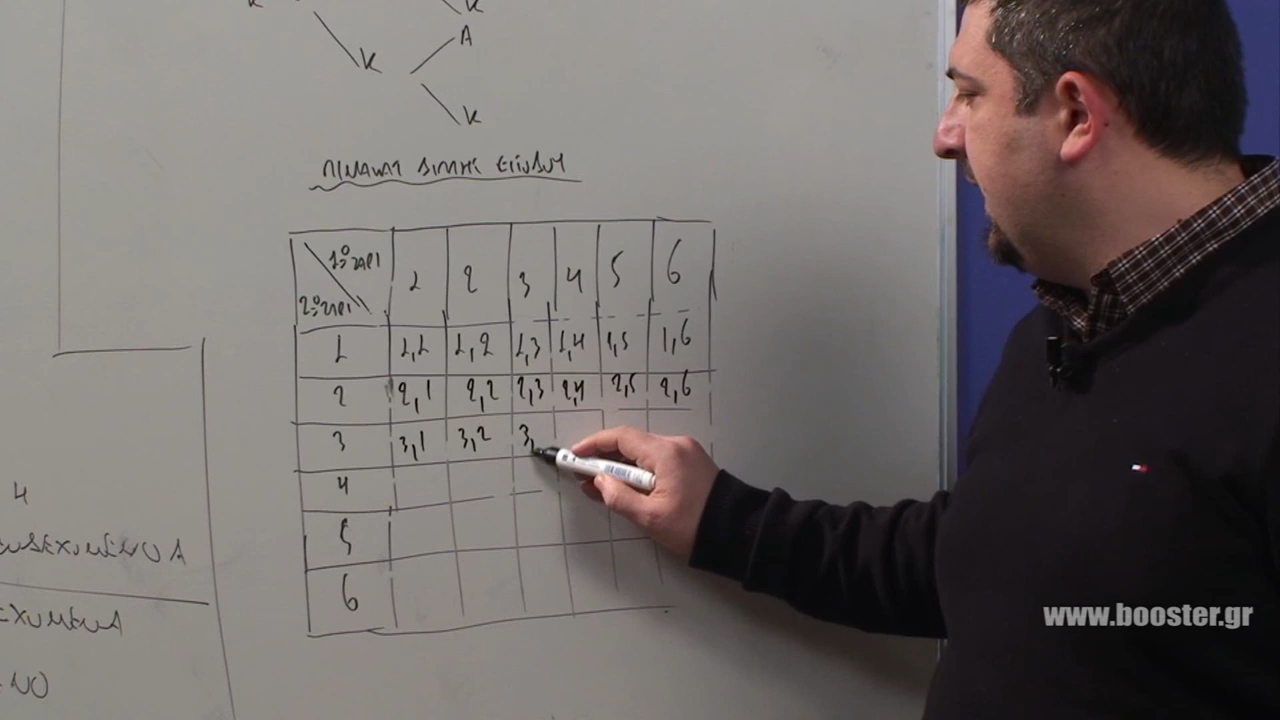 Κ Κ
Α
Κ
Κ
ΠΙΝΑΚΑΣ ΔΙΠΛΗΣ ΕΙΣΟΔΟΥ
1ο ΖΑΡΙ 1 2 3 4 5 6
2ο ΖΑΡΙ
1 1,1 1,2 1,3 1,4 1,5 1,6
2 2,1 2,2 2,3 2,4 2,5 2,6
3 3,1 3,2 3,
4
5
6
ΕΝΔΕΧΟΜΕΝΟ Α
ΝΟ
www.booster.gr